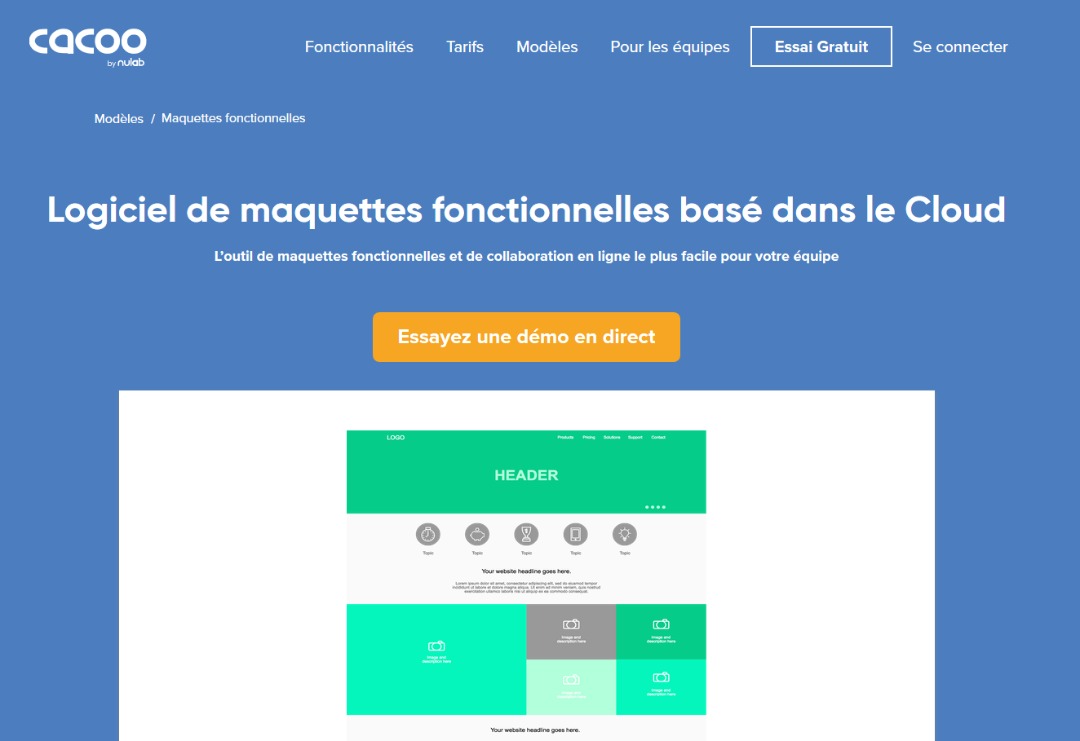 cacoo
by nulab
Fonctionnalités Tarifs Modèles Pour les équipes Essai Gratuit Se connecter
Modèles / Maquettes fonctionnelles
Logiciel de maquettes fonctionnelles basé dans le Cloud
L'outil de maquettes fonctionnelles et de collaboration en ligne le plus facile pour votre équipe
Essayez une démo en direct
LOGO Products Pricing Solutions Support Contact
HEADER
Topic Topic Topic Topic Topic
Your website headline goes here.
Lorem ipsum dolor sit amet, consectetur adipiscing elit, sed do eiusmod tempor
incididunt ut labore et dolore magna aliqua. Ut enim ad minim veniam, quis nostrud
exercitation ullamco laboris nisi ut aliquip ex ea commodo consequat.
Image and
description here
Image and
description here
Image and
description here
Image and
description here
Image and
description here
Your website headline goes here.